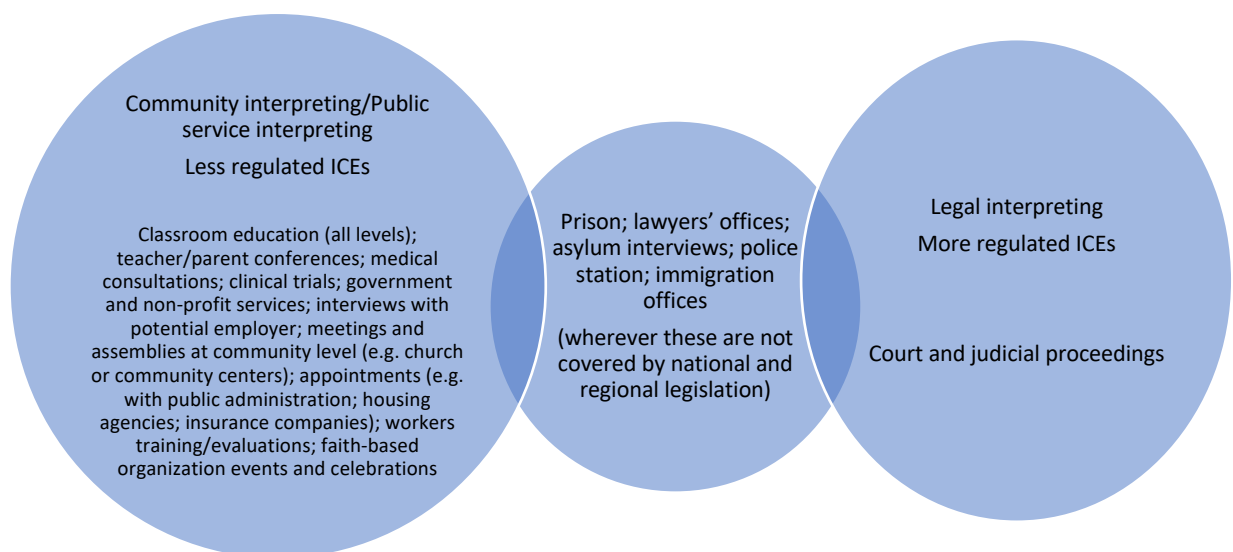 Community interpreting/Public
service interpreting
Less regulated ICEs
Classroom education (all levels);
teacher/parent conferences; medical
consultations; clinical trials; government
and non-profit services; interviews with
potential employer; meetings and
assemblies at community level (e.g. church
or community centers); appointments (e.g.
with public administration; housing
agencies; insurance companies); workers
training/evaluations; faith-based
organization events and celebrations
Prison; lawyers’ offices;
asylum interviews; police
station; immigration
offices
(wherever these are not
covered by national and
regional legislation)
Legal interpreting
More regulated ICEs
Court and judicial proceedings